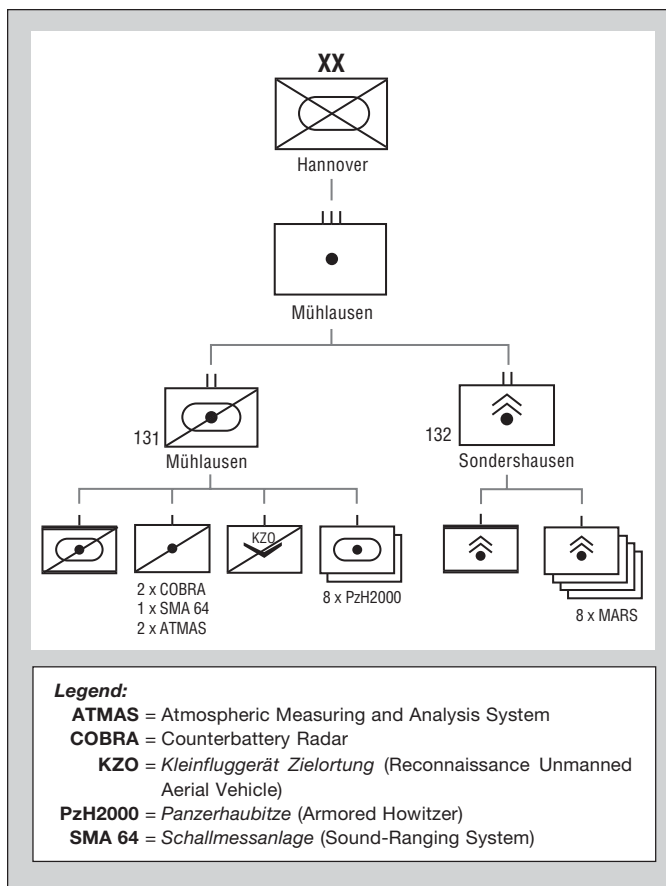 XX
Hannover
Mühlausen
131
Mühlausen
132
Sondershausen
KZO
2 x COBRA
1 x SMA 64
2 x ATMAS
8 x PzH2000
8 x MARS
Legend:
ATMAS = Atmospheric Measuring and Analysis System
COBRA = Counterbattery Radar
KZO = Kleinfluggerät Zielortung (Reconnaissance Unmanned
Aerial Vehicle)
PzH2000 = Panzerhaubitze (Armored Howitzer)
SMA 64 = Schallmessanlage (Sound-Ranging System)